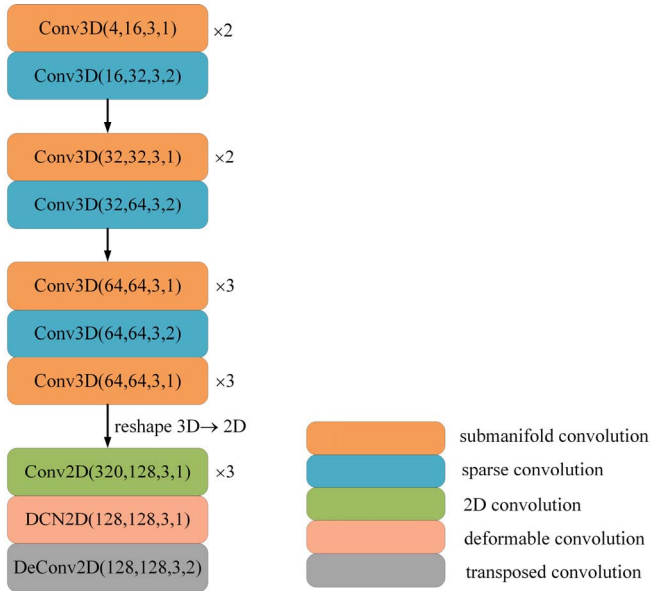 Conv3D(4,16,3,1) ×2
Conv3D(16,32,3,2)
Conv3D(32,32,3,1) ×2
Conv3D(32,64,3,2)
Conv3D(64,64,3,1) ×3
Conv3D(64,64,3,2)
Conv3D(64,64,3,1) ×3
reshape 3D→ 2D
Conv2D(320,128,3,1) ×3
DCN2D(128,128,3,1)
DeConv2D(128,128,3,2)
submanifold convolution
sparse convolution
2D convolution
deformable convolution
transposed convolution